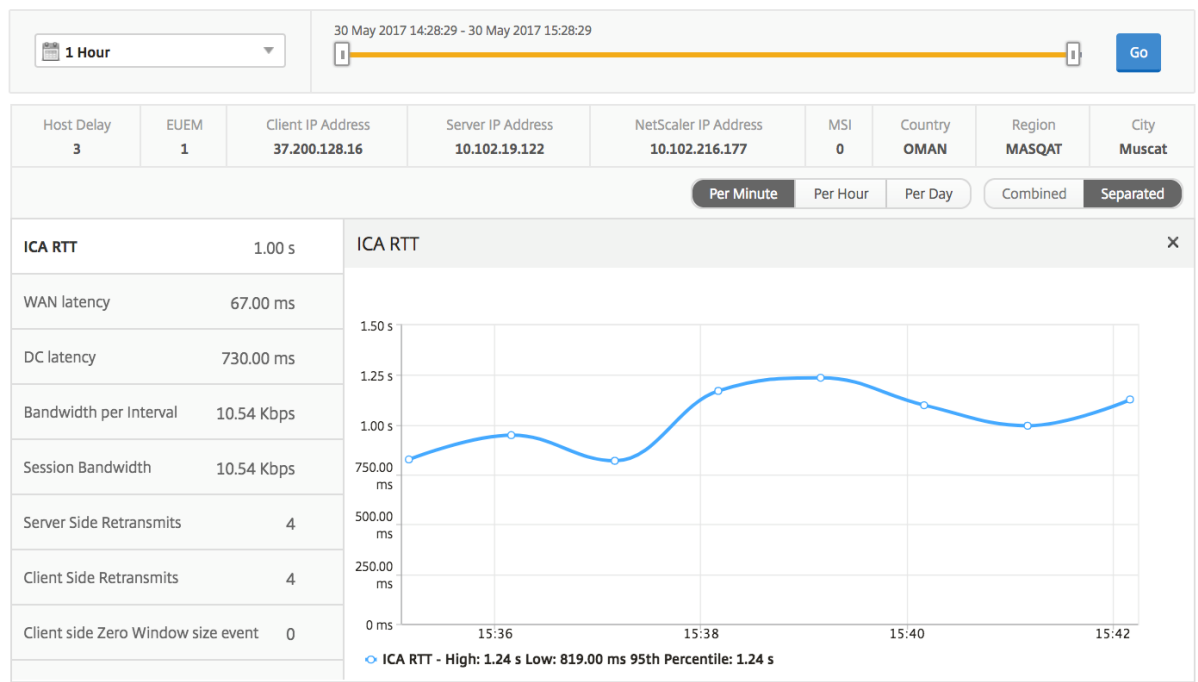 30 May 2017 14:28:29 - 30 May 2017 15:28:29
1 Hour
Go
Host Delay EUEM Client IP Address Server IP Address NetScaler IP Address MSI Country Region City
3 1 37.200.128.16 10.102.19.122 10.102.216.177 0 OMAN MASQAT Muscat
Per Minute Per Hour Per Day Combined Separated
ICA RTT 1.00 s
WAN latency 67.00 ms
DC latency 730.00 ms
Bandwidth per Interval 10.54 Kbps
Session Bandwidth 10.54 Kbps
Server Side Retransmits 4
Client Side Retransmits 4
Client side Zero Window size event 0
ICA RTT
1.50 s
1.25 s
1.00 s
750.00
ms
500.00
ms
250.00
ms
0 ms
15:36 15:38 15:40 15:42
ICA RTT - High: 1.24 s Low: 819.00 ms 95th Percentile: 1.24 s